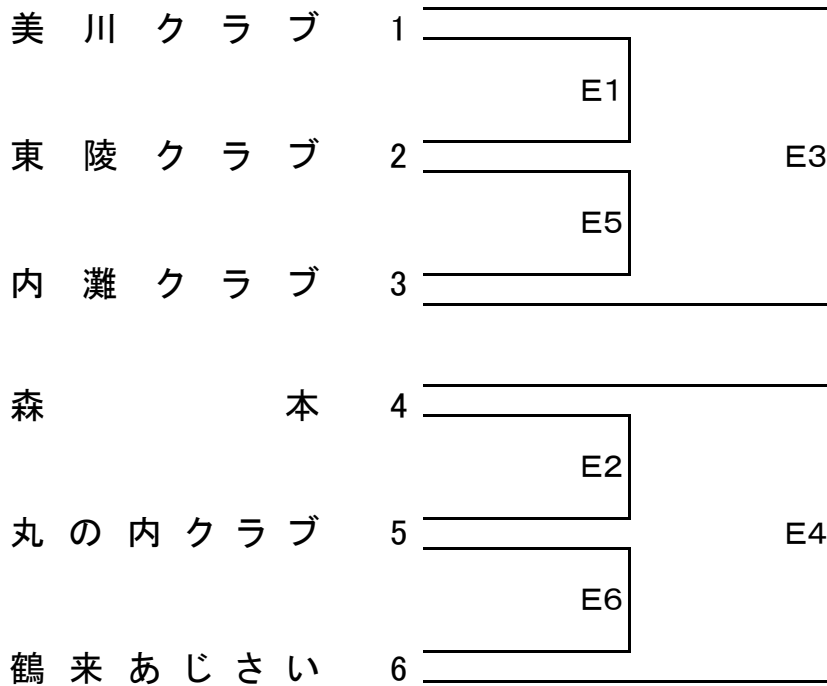 美川クラブ 1
E1
東陵クラブ 2 E3
E5
内灘クラブ 3
森本 4
E2
丸の内クラブ 5 E4
E6
鶴来あじさい 6